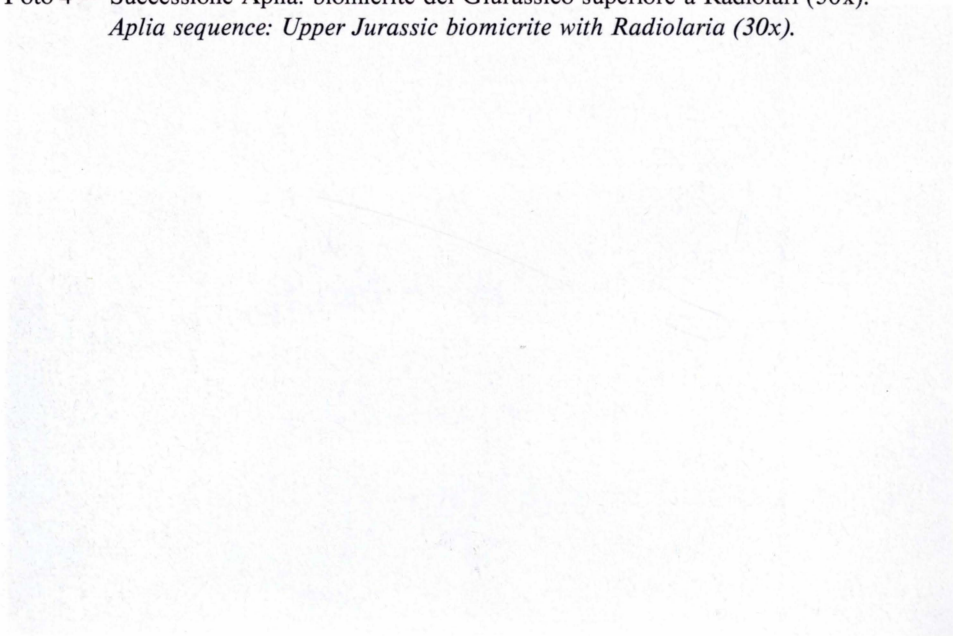 Foto 4 Successione Aplia: biomicrite del Giurassico superiore a Radiolari (30x).
Aplia sequence: Upper Jurassic biomicrite with Radiolaria (30x).